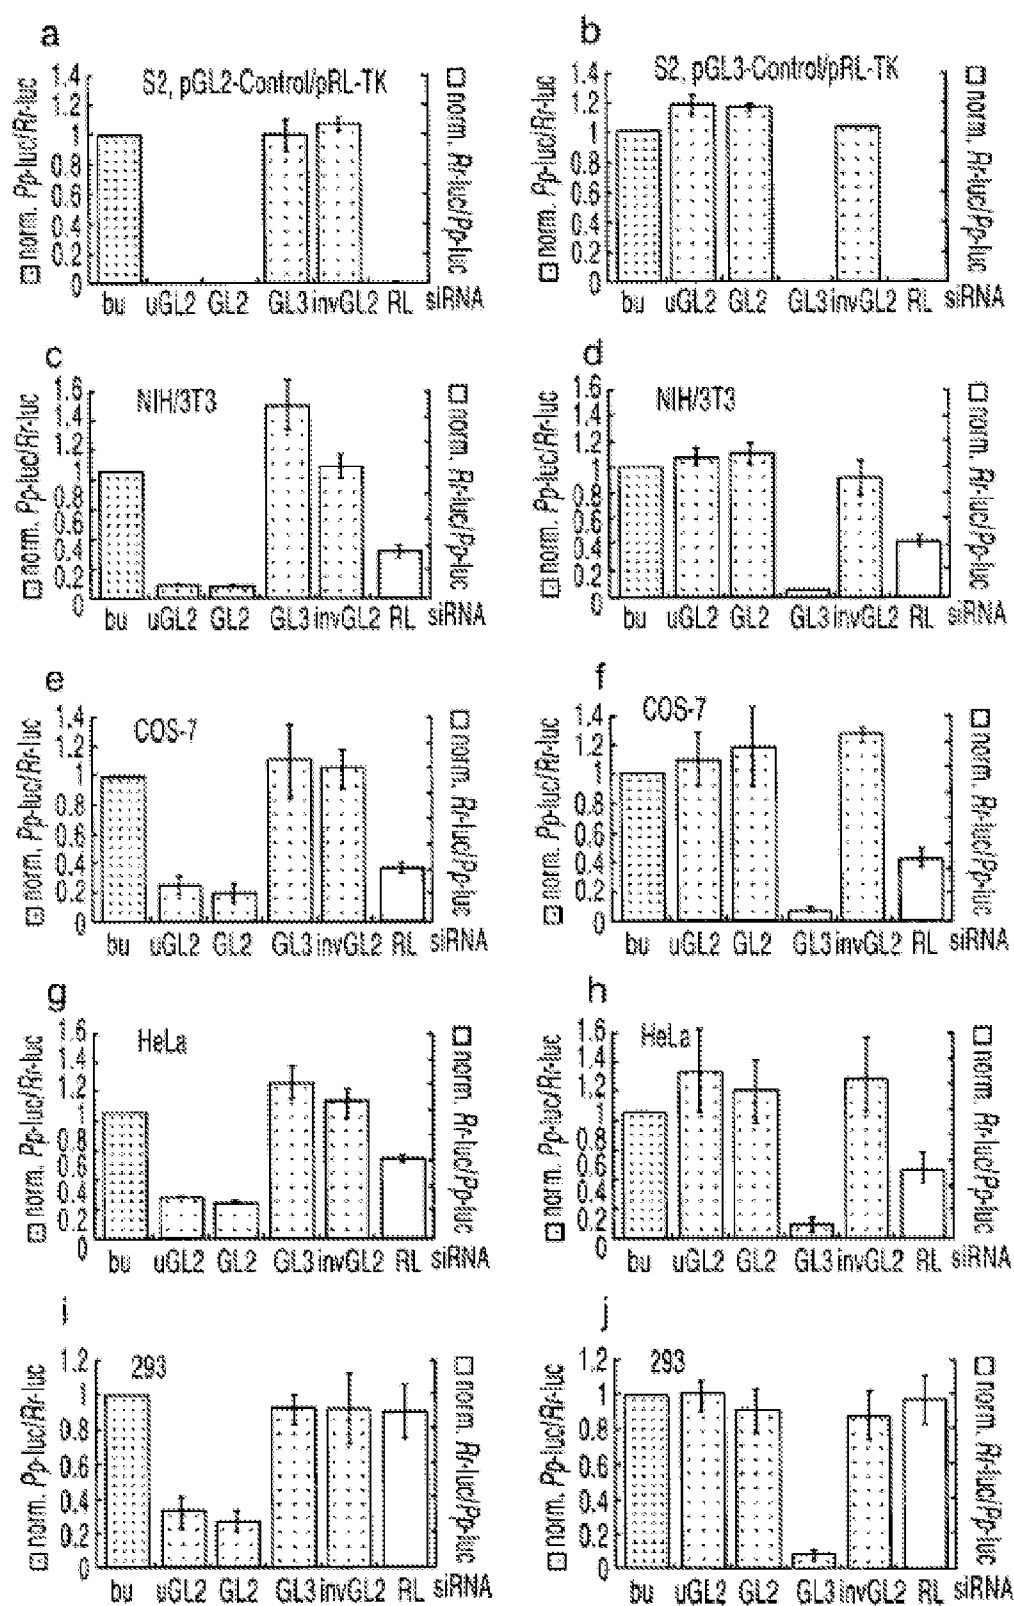 a
S2, pGL2-Control/pRL-TK
norm. Pp-luc/Rr-luc
1.4
1.2
1
0.8
0.6
0.4
0.2
0
norm. Rr-luc/Pp-luc
bu uGL2 GL2 GL3 invGL2 RL siRNA
b
S2, pGL3-Control/pRL-TK
norm. Pp-luc/Rr-luc
1.4
1.2
1
0.8
0.6
0.4
0.2
0
norm. Rr-luc/Pp-luc
bu uGL2 GL2 GL3 invGL2 RL siRNA
c
NIH/3T3
norm. Pp-luc/Rr-luc
1.6
1.4
1.2
1
0.8
0.6
0.4
0.2
0
norm. Rr-luc/Pp-luc
bu uGL2 GL2 GL3 invGL2 RL siRNA
d
NIH/3T3
norm. Pp-luc/Rr-luc
1.6
1.4
1.2
1
0.8
0.6
0.4
0.2
0
norm. Rr-luc/Pp-luc
bu uGL2 GL2 GL3 invGL2 RL siRNA
e
COS-7
norm. Pp-luc/Rr-luc
1.4
1.2
1
0.8
0.6
0.4
0.2
0
norm. Rr-luc/Pp-luc
bu uGL2 GL2 GL3 invGL2 RL siRNA
f
COS-7
norm. Pp-luc/Rr-luc
1.4
1.2
1
0.8
0.6
0.4
0.2
0
norm. Rr-luc/Pp-luc
bu uGL2 GL2 GL3 invGL2 RL siRNA
g
HeLa
norm. Pp-luc/Rr-luc
1.6
1.4
1.2
1
0.8
0.6
0.4
0.2
0
norm. Rr-luc/Pp-luc
bu uGL2 GL2 GL3 invGL2 RL siRNA
h
HeLa
norm. Pp-luc/Rr-luc
1.6
1.4
1.2
1
0.8
0.6
0.4
0.2
0
norm. Rr-luc/Pp-luc
bu uGL2 GL2 GL3 invGL2 RL siRNA
i
293
norm. Pp-luc/Rr-luc
1.2
1
0.8
0.6
0.4
0.2
0
norm. Rr-luc/Pp-luc
bu uGL2 GL2 GL3 invGL2 RL siRNA
j
293
norm. Pp-luc/Rr-luc
1.2
1
0.8
0.6
0.4
0.2
0
norm. Rr-luc/Pp-luc
bu uGL2 GL2 GL3 invGL2 RL siRNA